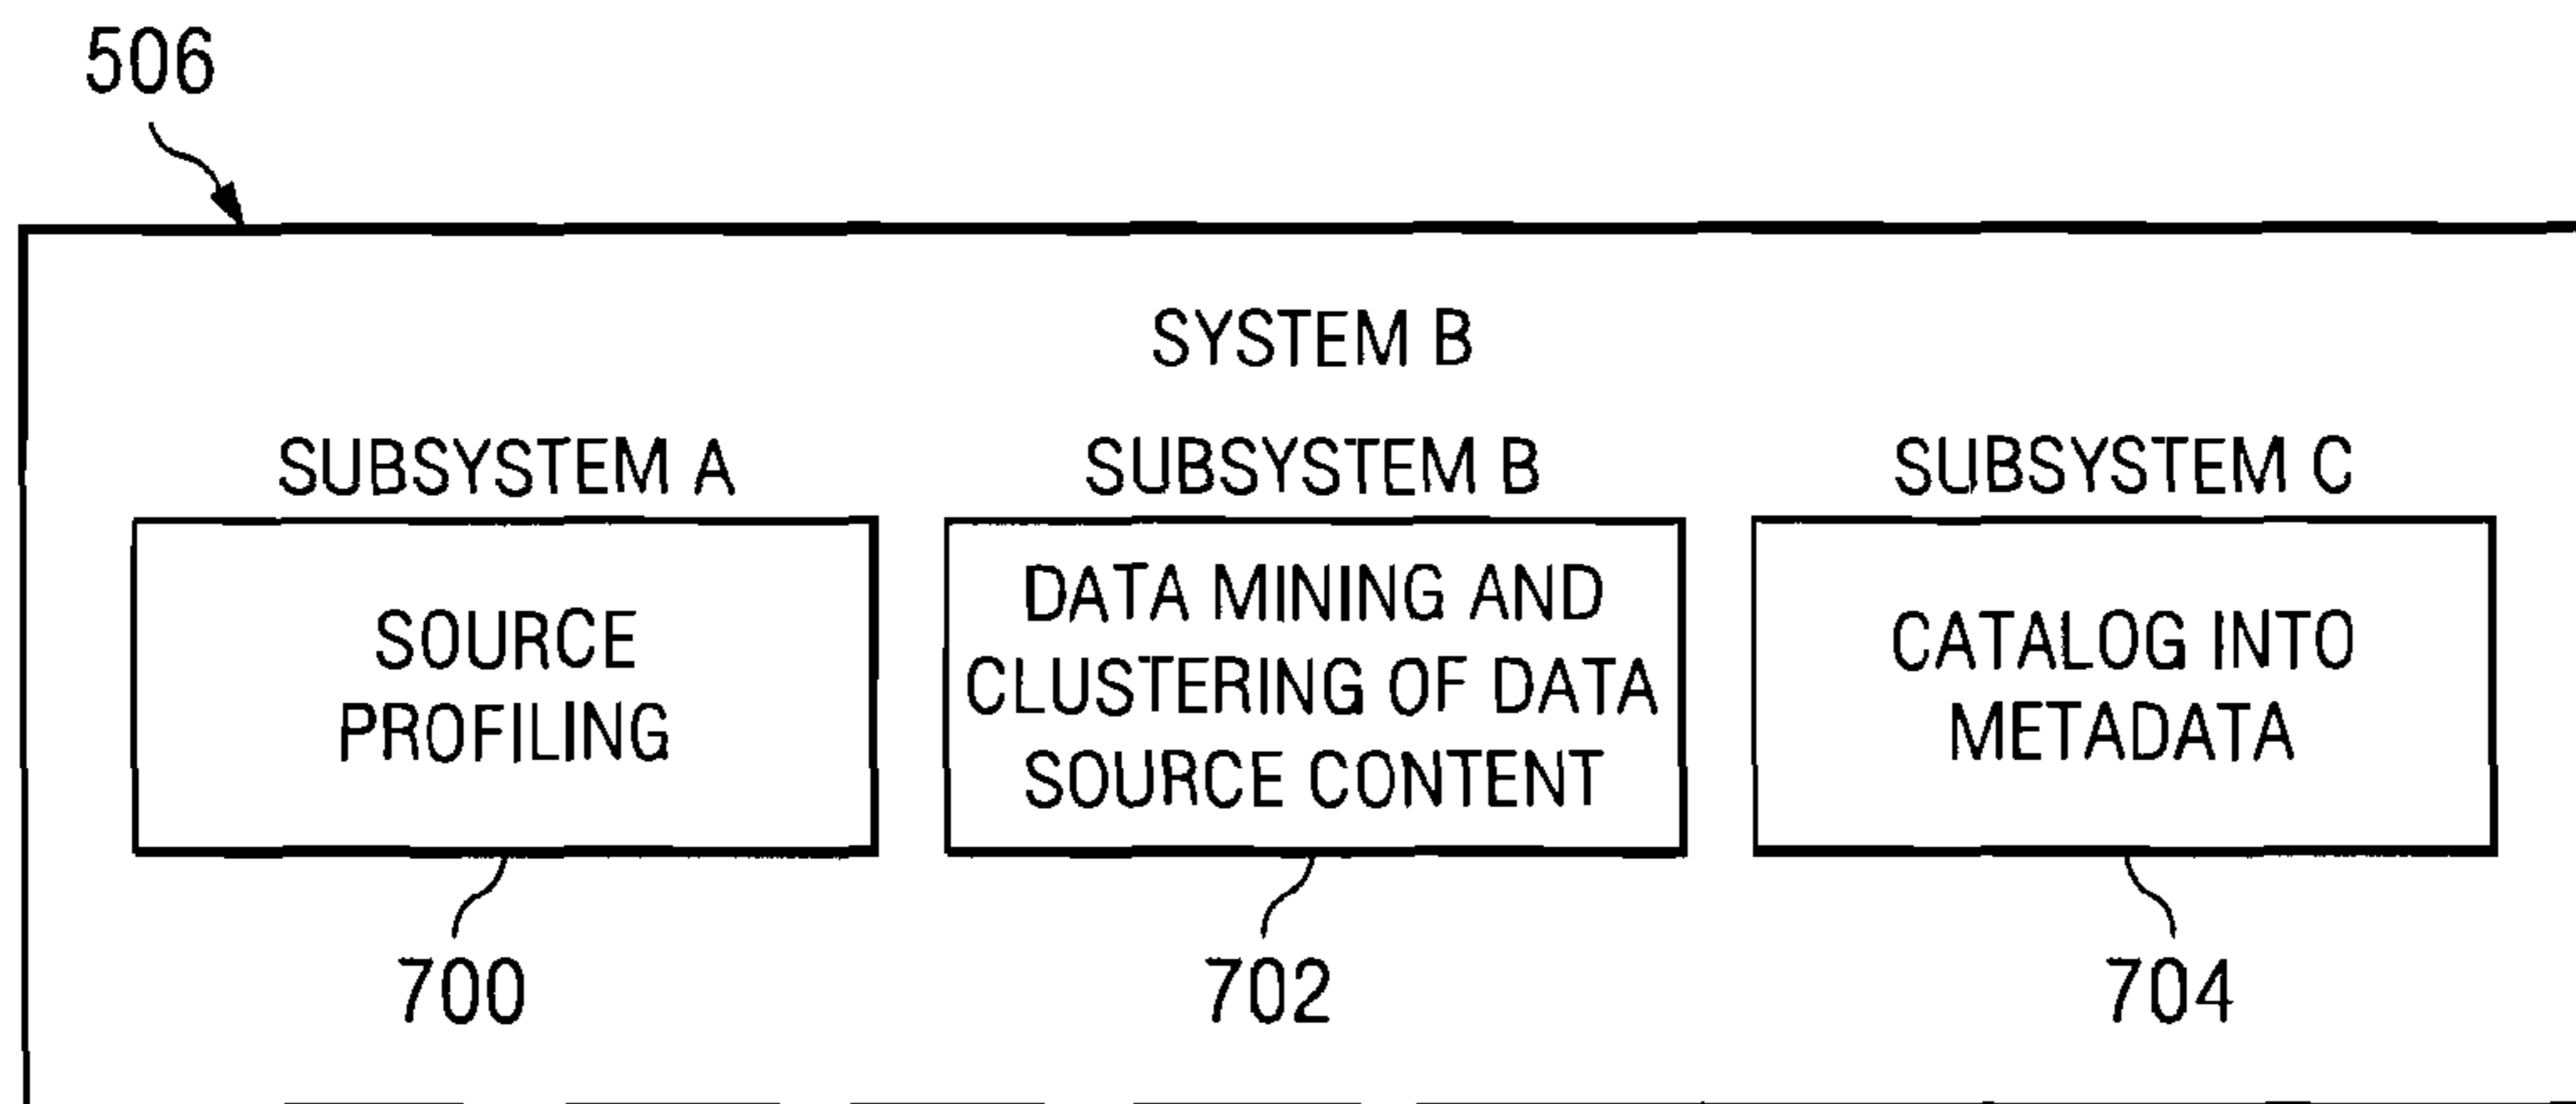 506
SYSTEM B
SUBSYSTEM A
SOURCE
PROFILING
700
SUBSYSTEM B
DATA MINING AND
CLUSTERING OF DATA
SOURCE CONTENT
702
SUBSYSTEM C
CATALOG INTO
METADATA
704